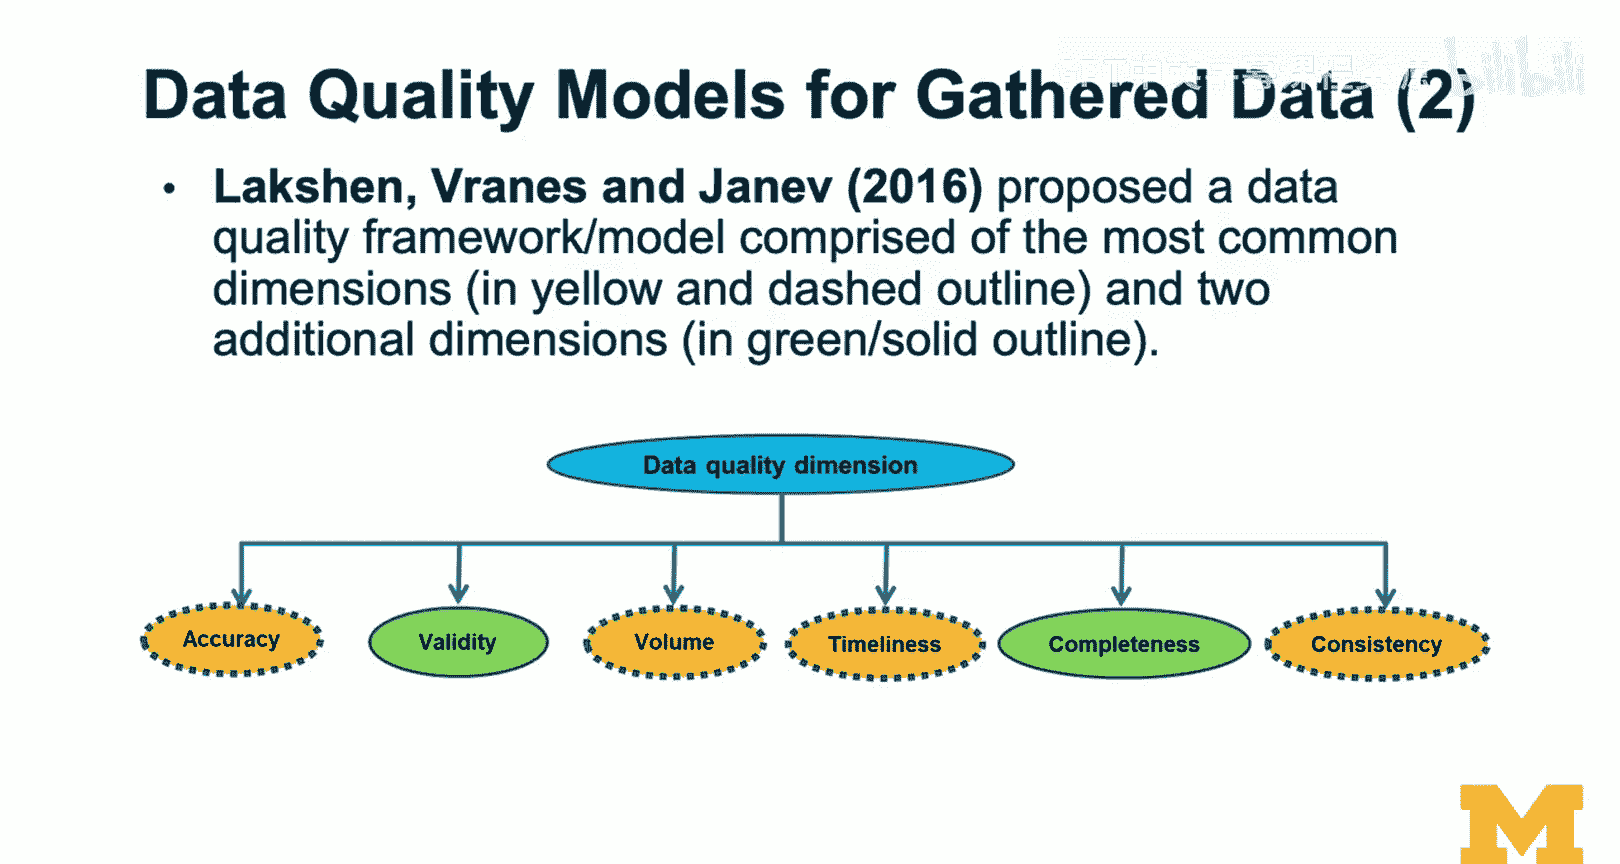 Data Quality Models for Gathered Data (2)
• Lakshen, Vranes and Janev (2016) proposed a data
quality framework/model comprised of the most common
dimensions (in yellow and dashed outline) and two
additional dimensions (in green/solid outline).
Data quality dimension
Accuracy
Validity
Volume
Timeliness
Completeness
Consistency
M
bilibili